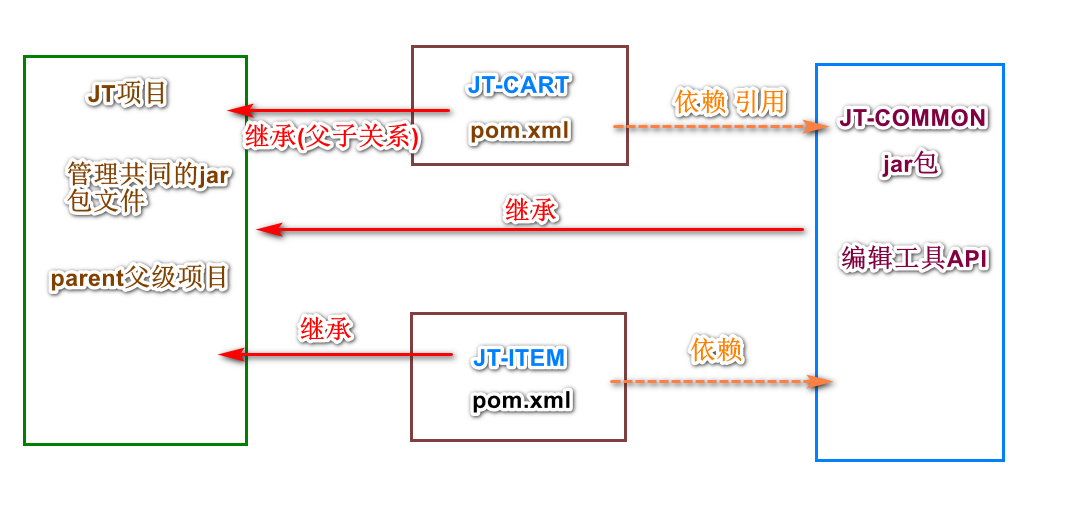 JT项目
管理共同的jar
包文件
parent父级项目
继承(父子关系)
JT-CART
pom.xml
依赖 引用
JT-COMMON
jar包
编辑工具API
继承
继承
JT-ITEM
pom.xml
依赖